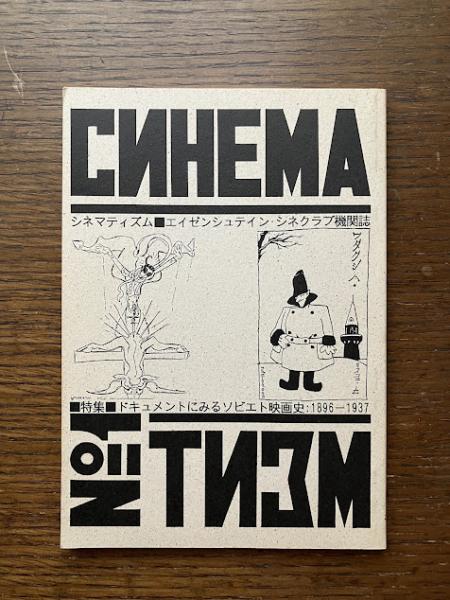 СИНЕМА
シネマティズム■エイゼンシュテイン・シネクラブ機関誌
ワタクシハ・
■特集■ドキュメントにみるソビエト映画史:1896—1937
№1
ТИЗМ